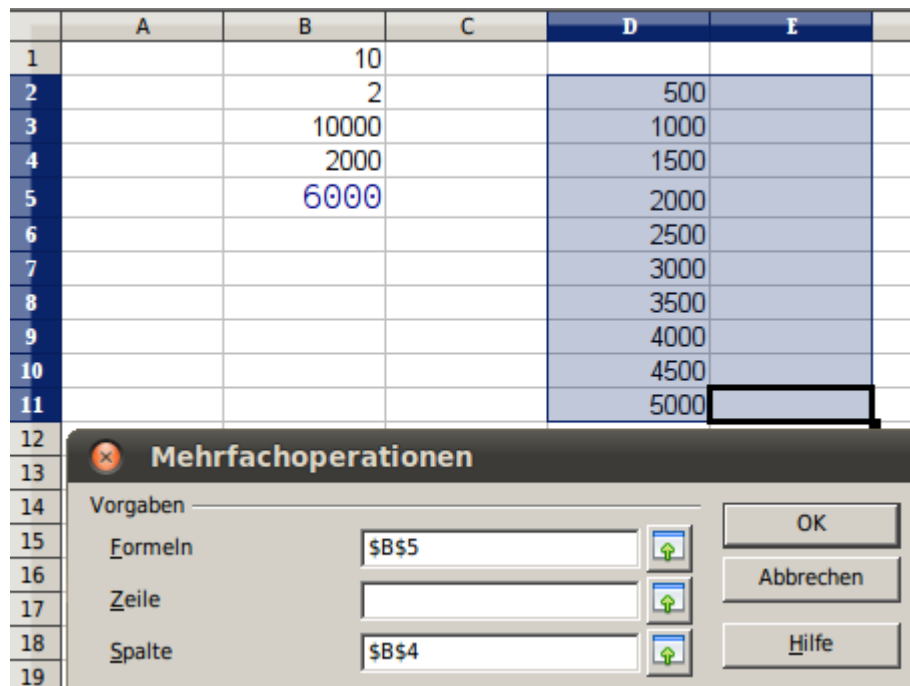 A B C D E
1 10
2 2 500
3 10000 1000
4 2000 1500
5 6000 2000
6 2500
7 3000
8 3500
9 4000
10 4500
11 5000
12
13
14
15
16
17
18
19
Mehrfachoperationen
Vorgaben
Formeln $B$5
Zeile
Spalte $B$4
OK
Abbrechen
Hilfe